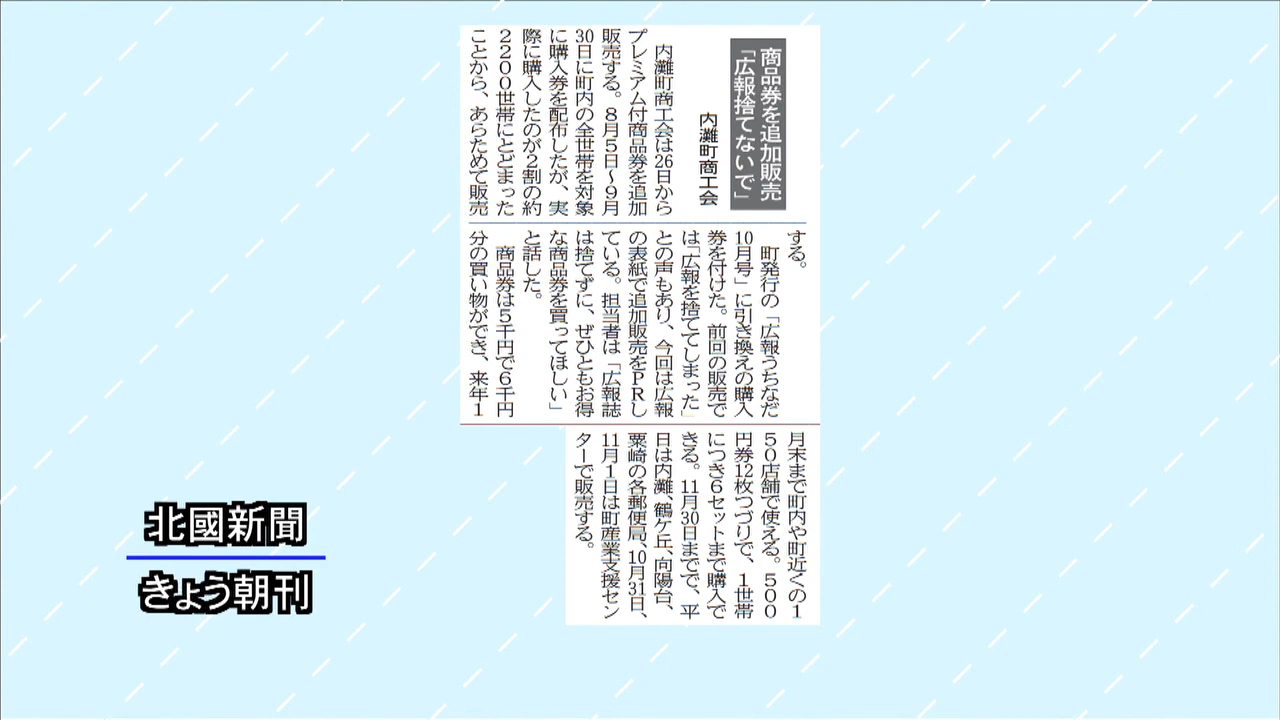 商品券を追加販売
「広報捨てないで」
内灘町商工会
内灘町商工会は26日から
プレミアム付商品券を追加
販売する。８月５日〜９月
30日に町内の全世帯を対象
に購入券を配布したが、実
際に購入したのが２割の約
２２００世帯にとどまった
ことから、あらためて販売
する。
町発行の「広報うちなだ
10月号」に引き換えの購入
券を付けた。前回の販売で
は「広報を捨ててしまった」
との声もあり、今回は広報
の表紙で追加販売をＰＲし
ている。担当者は「広報誌
は捨てずに、ぜひともお得
な商品券を買ってほしい」
と話した。
商品券は５千円で６千円
分の買い物ができ、来年１
月末まで町内や町近くの１
５０店舗で使える。５００
円券12枚つづりで、１世帯
につき６セットまで購入で
きる。11月30日までで、平
日は内灘、鶴ケ丘、向陽台、
粟崎の各郵便局、10月31日、
11月１日は町産業支援セン
ターで販売する。
北國新聞
きょう朝刊